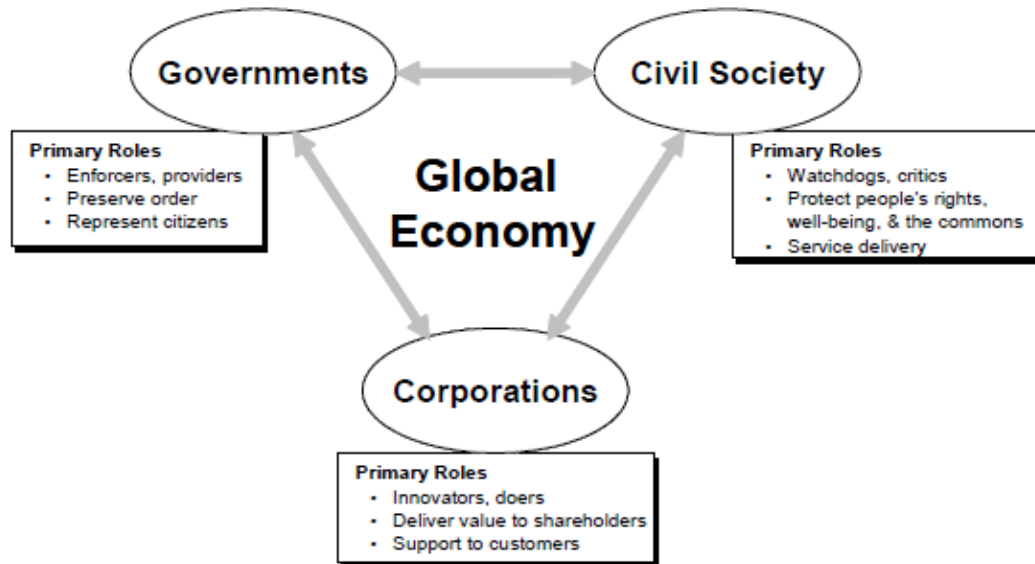 Governments
Civil Society
Primary Roles
• Enforcers, providers
• Preserve order
• Represent citizens
Global
Economy
Primary Roles
• Watchdogs, critics
• Protect people's rights,
well-being, & the commons
• Service delivery
Corporations
Primary Roles
• Innovators, doers
• Deliver value to shareholders
• Support to customers